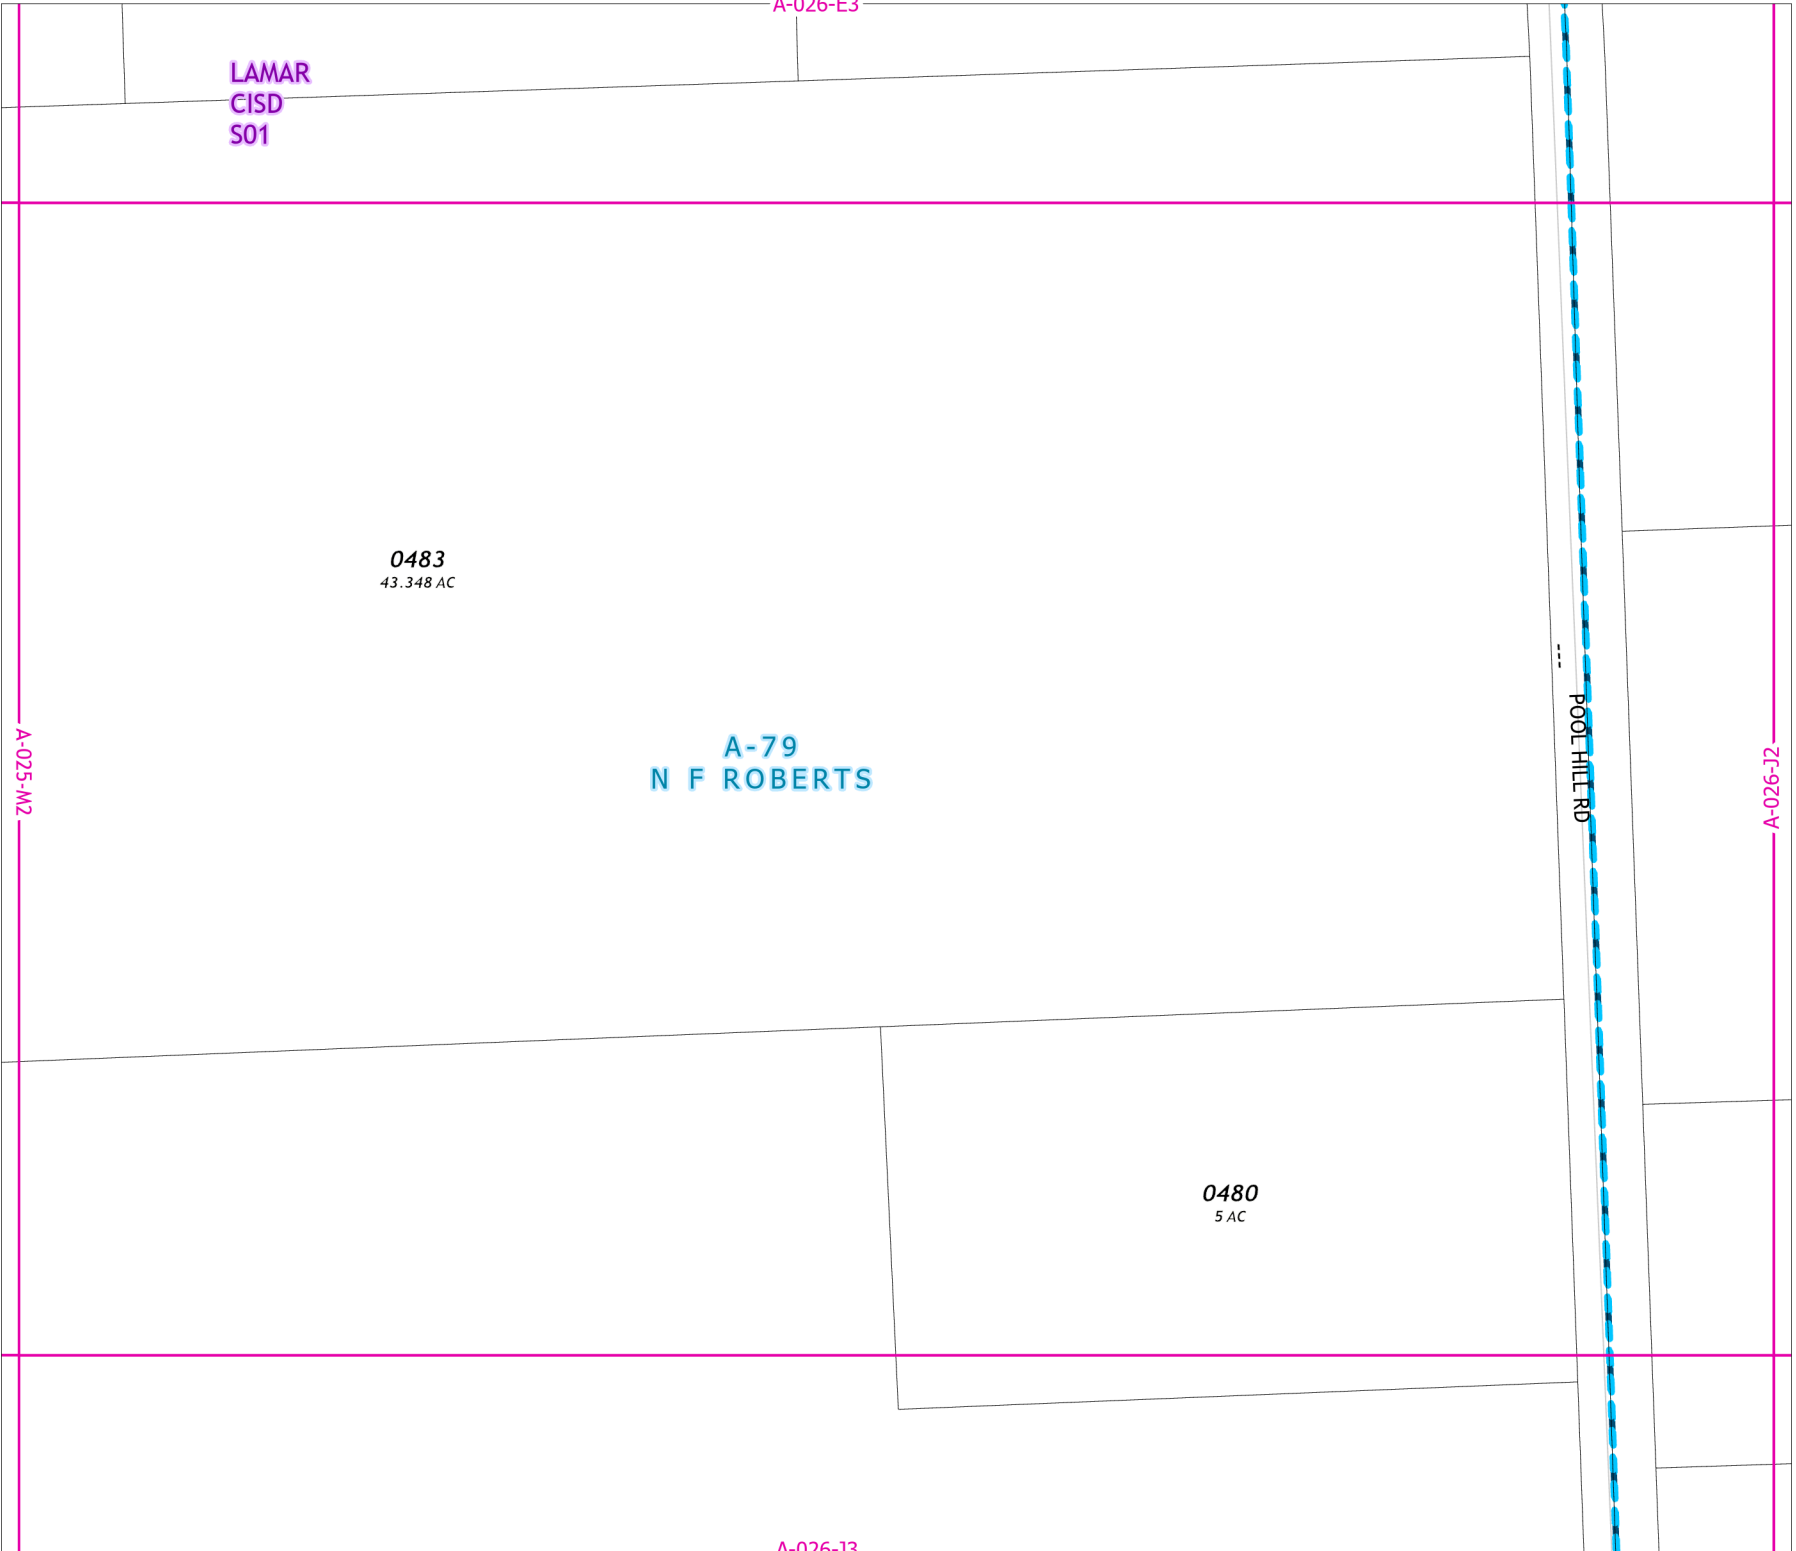 A-026-E3
LAMAR
CISD
S01
0483
43.348 AC
A-79
N F ROBERTS
A-025-M2
POOL HILL RD
A-026-J2
0480
5 AC
A-026-J3